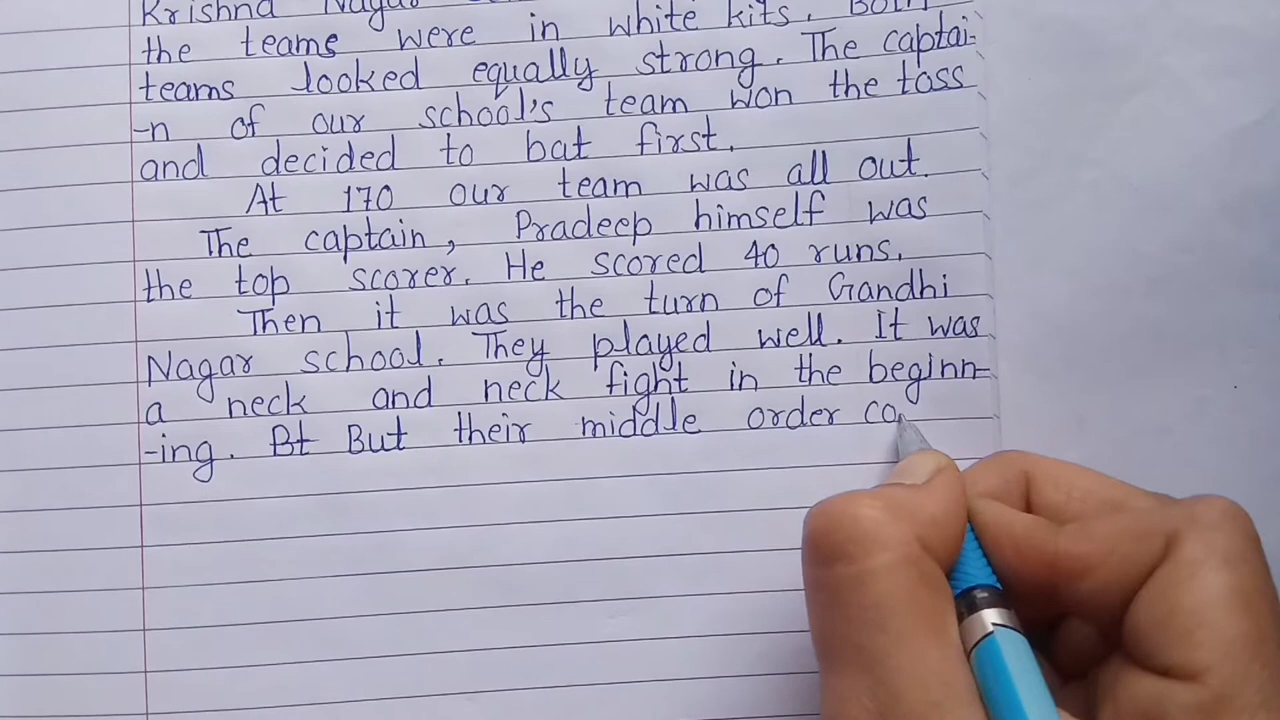 Krishna Nagar
the teams were in white kits. Both
teams looked equally strong. The captai-
-n of our school's team won the toss
and decided to bat first.
At 170 our team was all out.
The captain, Pradeep himself was
the top scorer. He scored 40 runs.
Then it was the turn of Gandhi
Nagar school. They played well. It was
a neck and neck fight in the beginn-
-ing. Bt But their middle order co